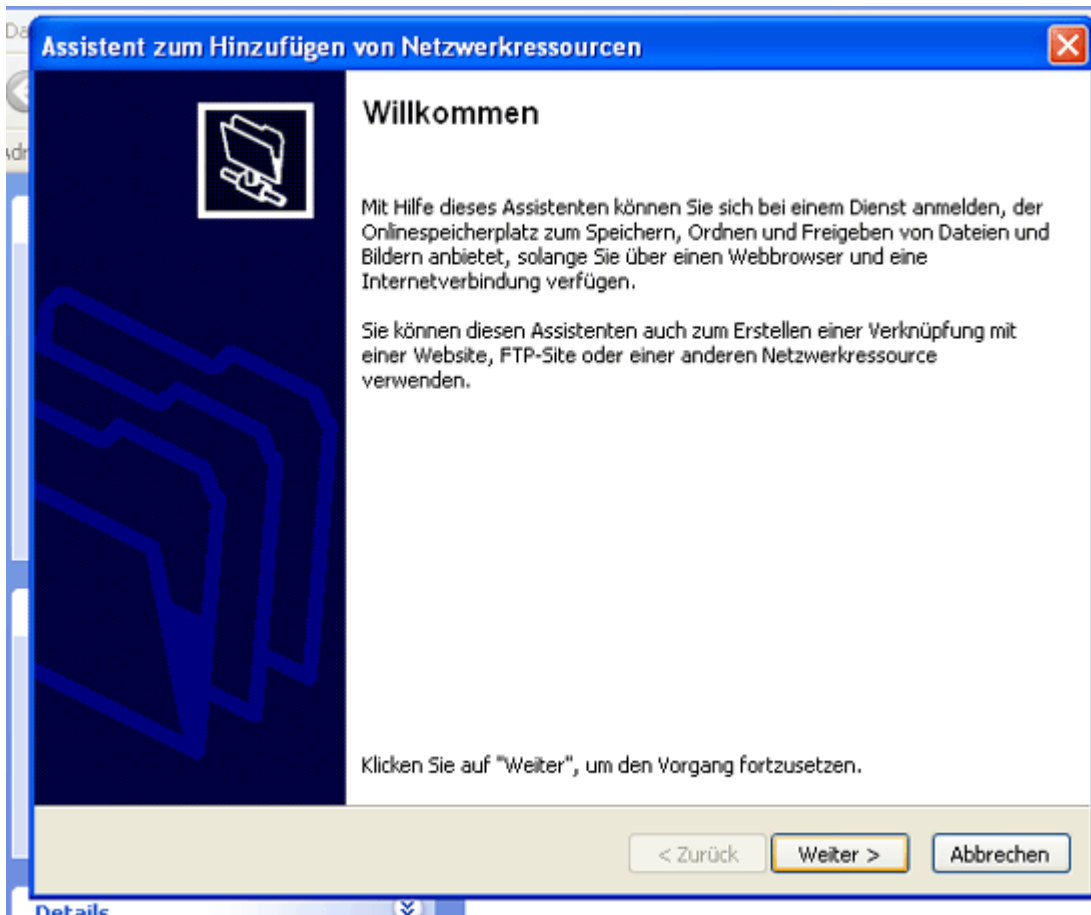 Da
Assistent zum Hinzufügen von Netzwerkressourcen
Adr
Willkommen
Mit Hilfe dieses Assistenten können Sie sich bei einem Dienst anmelden, der
Onlinespeicherplatz zum Speichern, Ordnen und Freigeben von Dateien und
Bildern anbietet, solange Sie über einen Webbrowser und eine
Internetverbindung verfügen.
Sie können diesen Assistenten auch zum Erstellen einer Verknüpfung mit
einer Website, FTP-Site oder einer anderen Netzwerkressource
verwenden.
Klicken Sie auf "Weiter", um den Vorgang fortzusetzen.
< Zurück Weiter > Abbrechen
Details